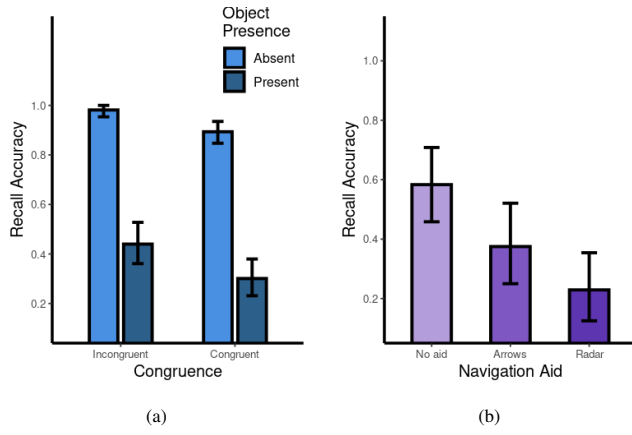 Object
Presence
Absent
Present
Recall Accuracy
1.0
0.8
0.6
0.4
0.2
Incongruent Congruent
Congruence
(a)
Recall Accuracy
1.0
0.8
0.6
0.4
0.2
No aid Arrows Radar
Navigation Aid
(b)